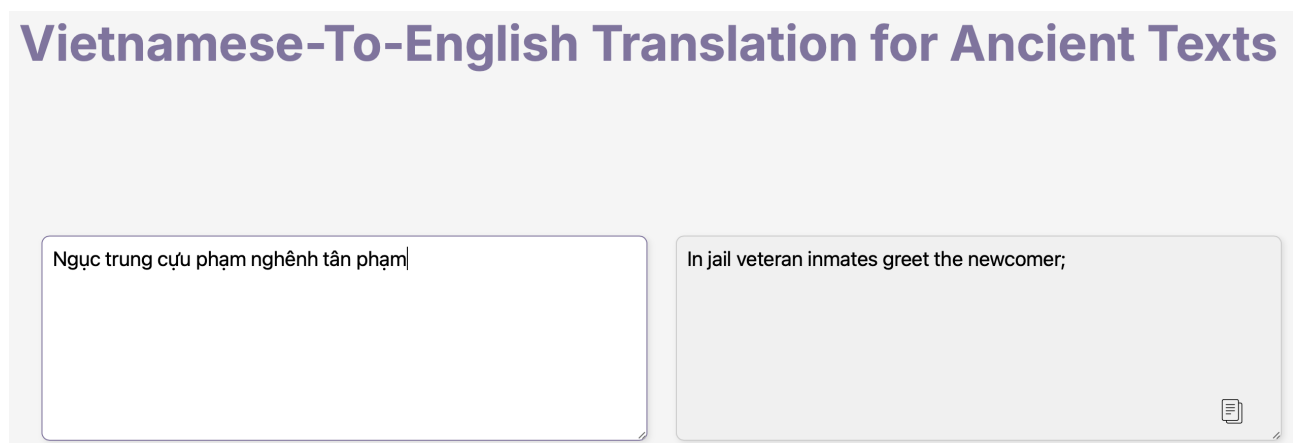 Vietnamese-To-English Translation for Ancient Texts
Ngục trung cựu phạm nghênh tân phạm
In jail veteran inmates greet the newcomer;